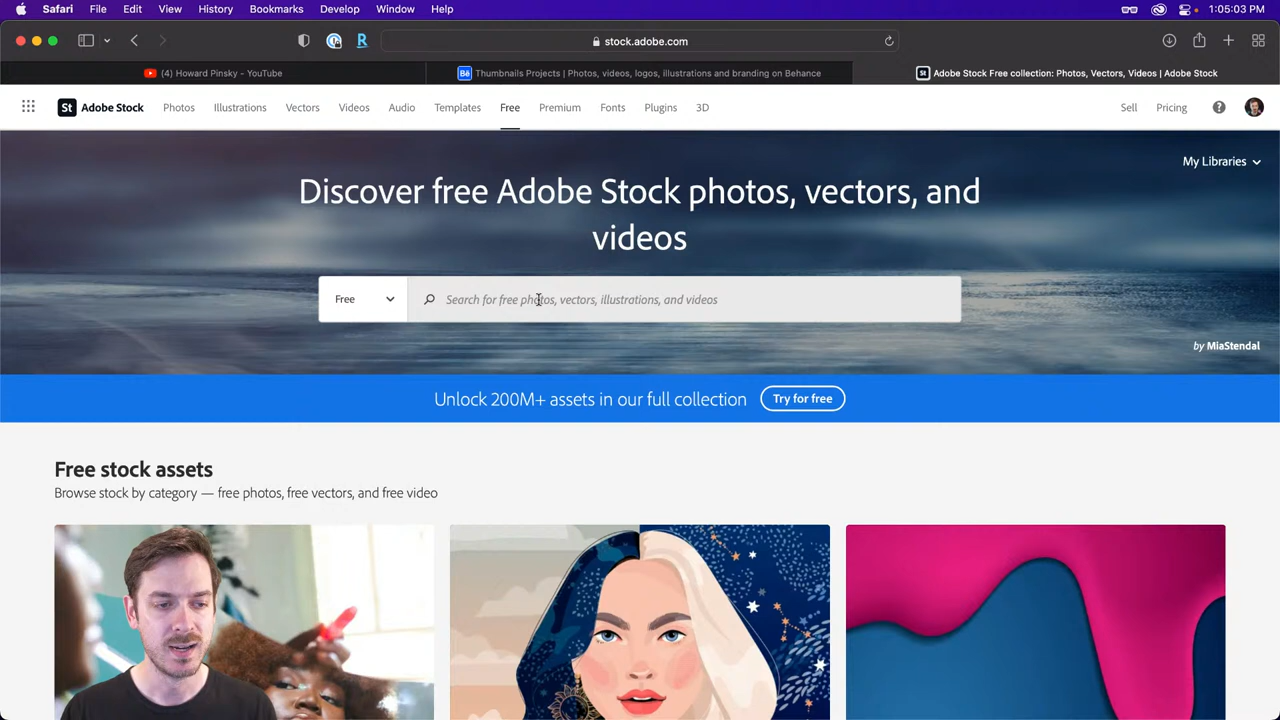 Safari File Edit View History Bookmarks Develop Window Help 1:05:03 PM
stock.adobe.com
(4) Howard Pinsky - YouTube
Bē Thumbnails Projects | Photos, videos, logos, illustrations and branding on Behance
St Adobe Stock Free collection: Photos, Vectors, Videos | Adobe Stock
St Adobe Stock Photos Illustrations Vectors Videos Audio Templates Free Premium Fonts Plugins 3D Sell Pricing ?
My Libraries
Discover free Adobe Stock photos, vectors, and
videos
Free Search for free photos, vectors, illustrations, and videos
by MiaStendal
Unlock 200M+ assets in our full collection Try for free
Free stock assets
Browse stock by category — free photos, free vectors, and free video